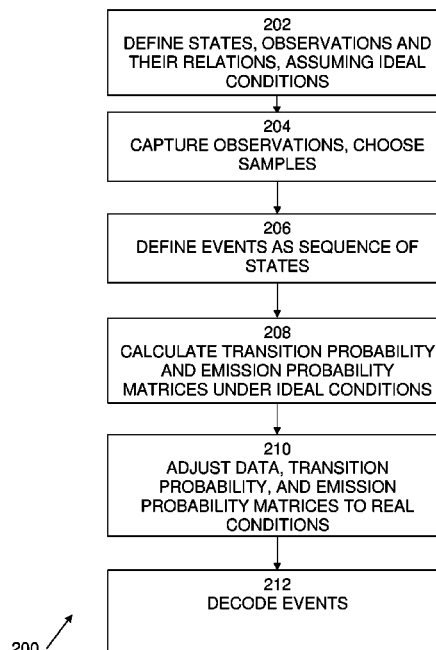 202
DEFINE STATES, OBSERVATIONS AND
THEIR RELATIONS, ASSUMING IDEAL
CONDITIONS
204
CAPTURE OBSERVATIONS, CHOOSE
SAMPLES
206
DEFINE EVENTS AS SEQUENCE OF
STATES
208
CALCULATE TRANSITION PROBABILITY
AND EMISSION PROBABILITY
MATRICES UNDER IDEAL CONDITIONS
210
ADJUST DATA, TRANSITION
PROBABILITY, AND EMISSION
PROBABILITY MATRICES TO REAL
CONDITIONS
212
DECODE EVENTS
200